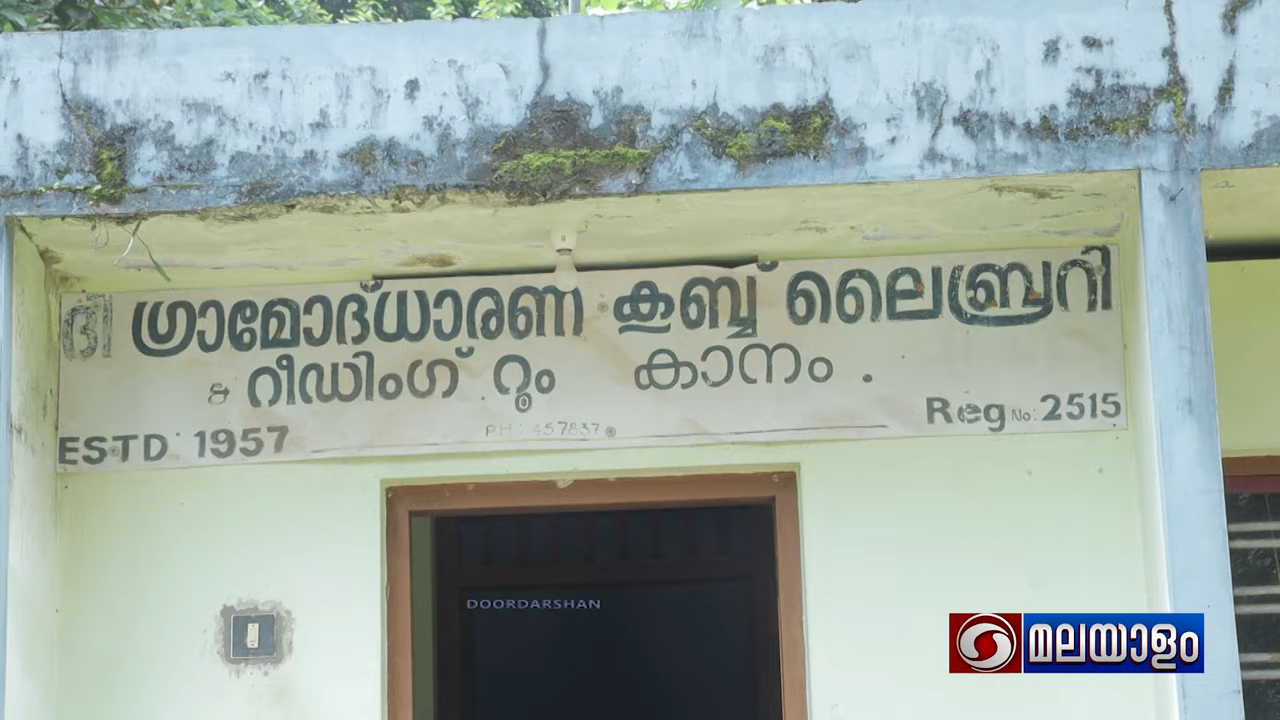 ദി ഗ്രാമോദ്ധാരണ ക്ലബ്ബ് ലൈബ്രറി
& റീഡിംഗ് റൂം കാനം .
ESTD: 1957
PH: 457837
Reg No: 2515
DOORDARSHAN
മലയാളം